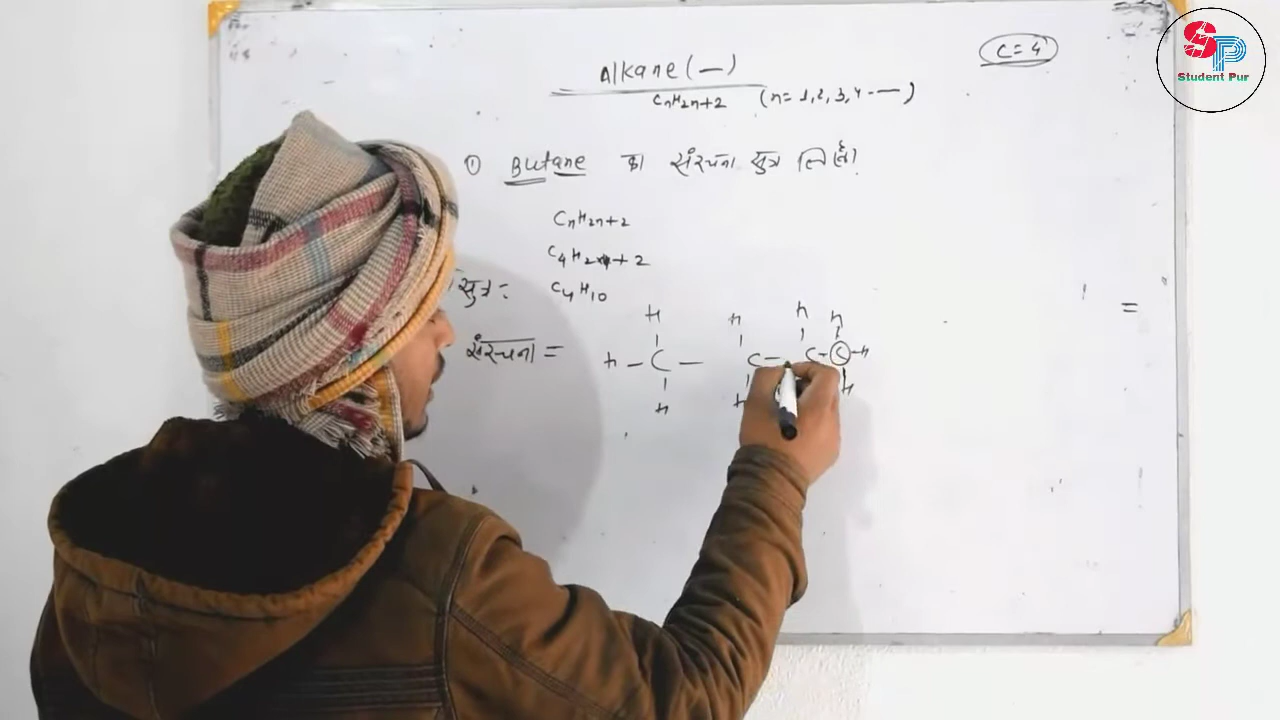 SP
Student Pur
C = 4
Alkane (—)
CnH2n+2 (n= 1, 2, 3, 4 - —)
① Butane का संरचना सूत्र लिखें।
CnH2n+2
C4H2×4+2
सूत्र = C4H10
संरचना =
H H H H
H – C – C – C – C – H
H H H
=